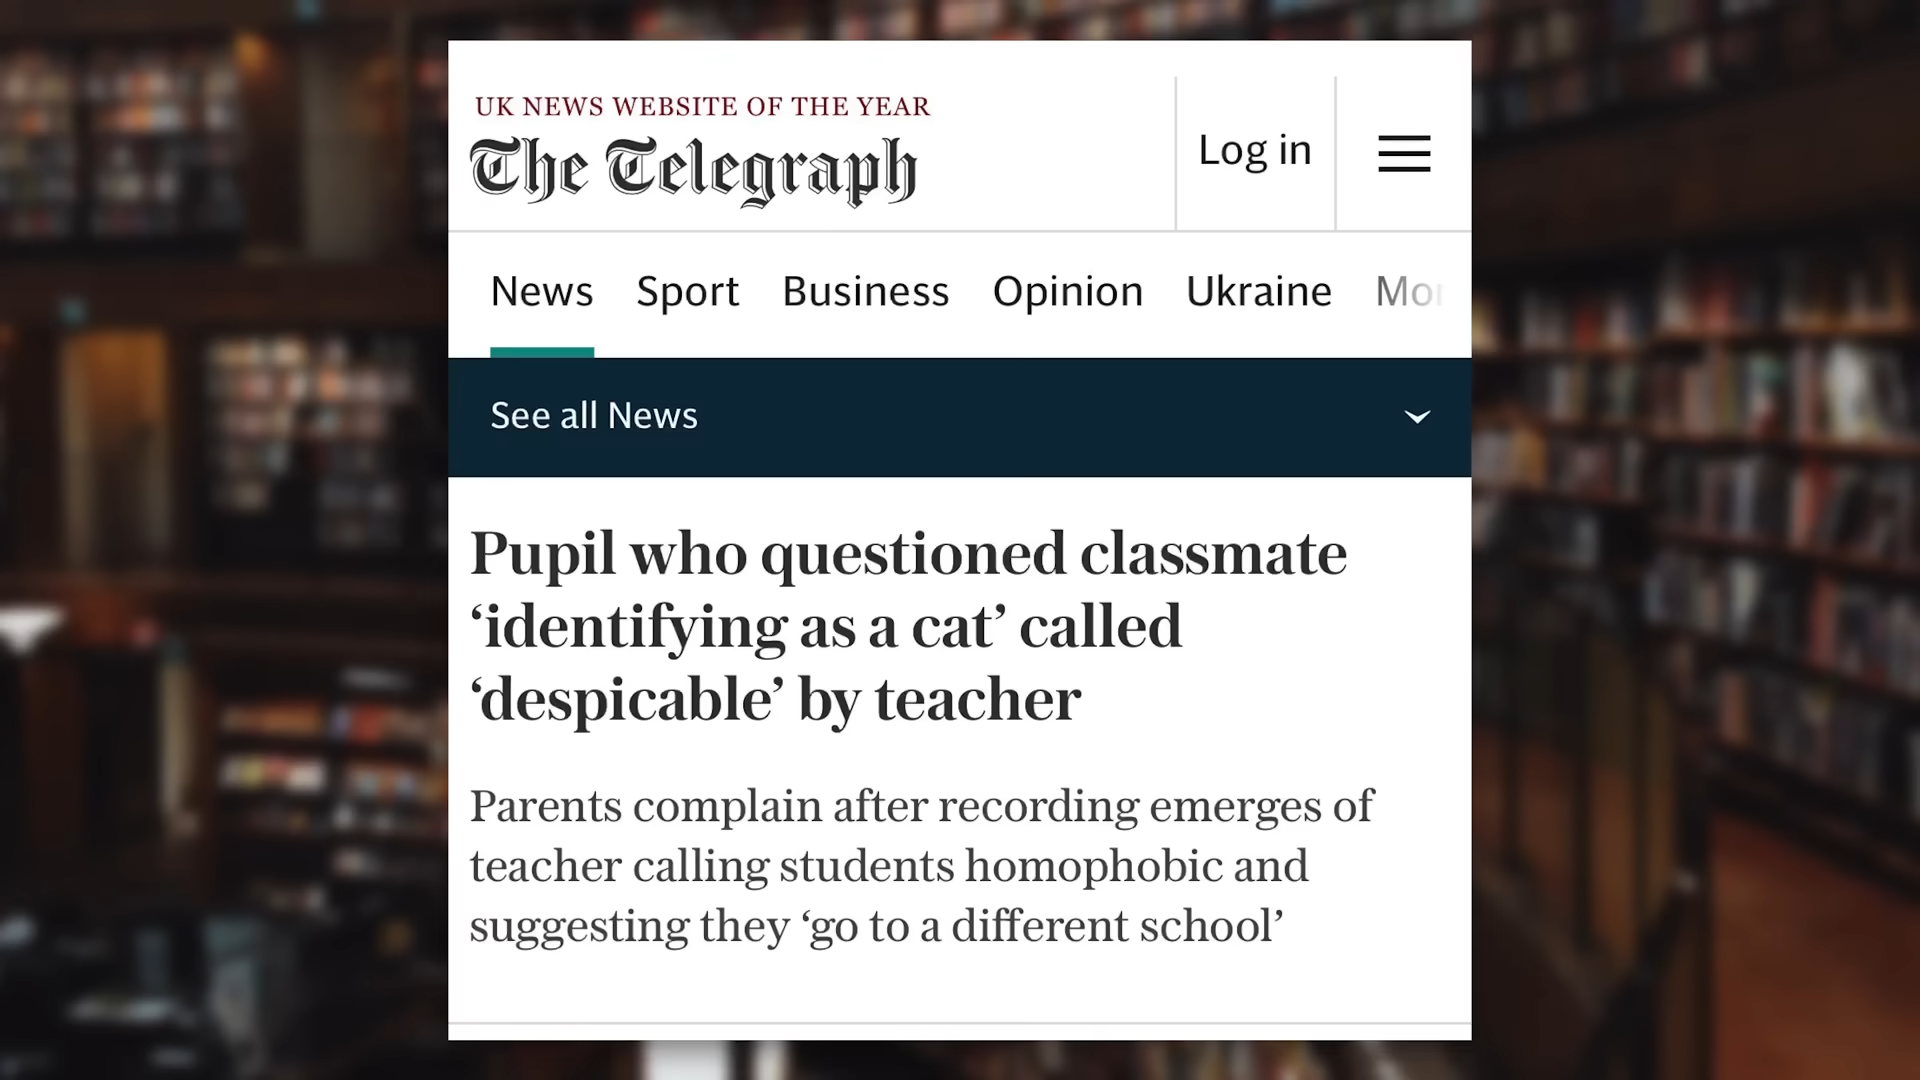 UK NEWS WEBSITE OF THE YEAR
The Telegraph
Log in
News Sport Business Opinion Ukraine Mor
See all News
Pupil who questioned classmate
‘identifying as a cat’ called
‘despicable’ by teacher
Parents complain after recording emerges of
teacher calling students homophobic and
suggesting they ‘go to a different school’